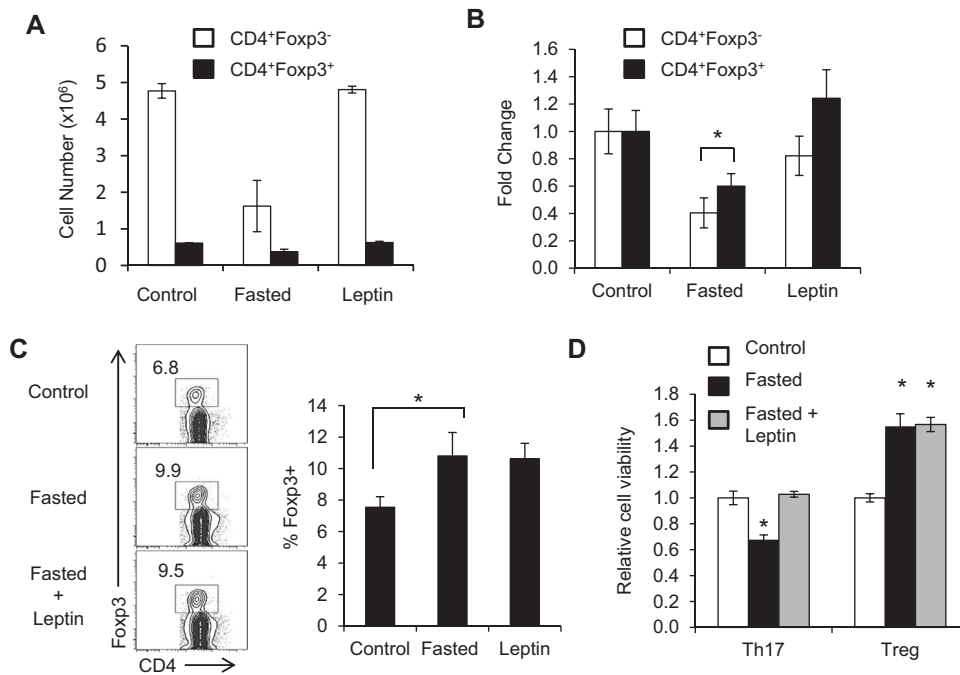 A
CD4⁺Foxp3⁻
CD4⁺Foxp3⁺
Cell Number (x10⁶)
6
5
4
3
2
1
0
Control Fasted Leptin
B
CD4⁺Foxp3⁻
CD4⁺Foxp3⁺
Fold Change
1.6
1.4
1.2
1.0
0.8
0.6
0.4
0.2
0.0
*
Control Fasted Leptin
C
Control
6.8
Fasted
9.9
Fasted
+
Leptin
9.5
Foxp3
CD4
% Foxp3+
14
12
10
8
6
4
2
0
*
Control Fasted Leptin
D
Control
Fasted
Fasted +
Leptin
Relative cell viability
1.8
1.6
1.4
1.2
1.0
0.8
0.6
0.4
0.2
0.0
*
* *
Th17 Treg